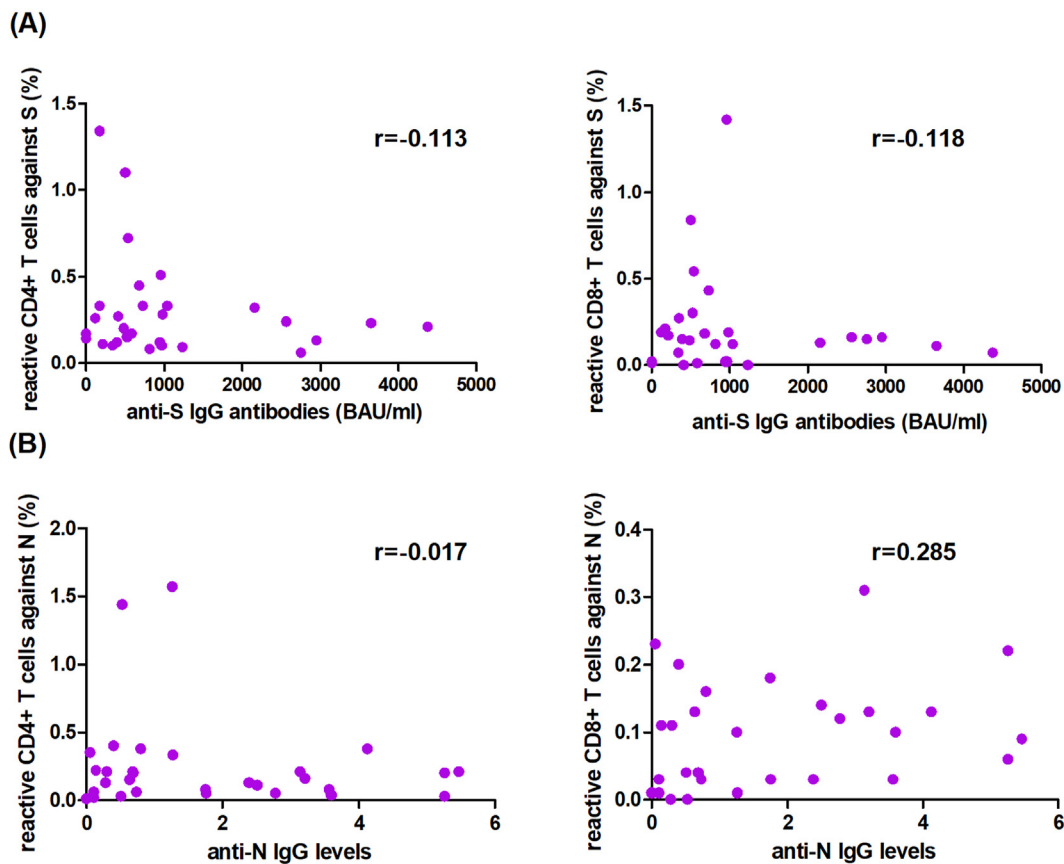 (A)
reactive CD4+ T cells against S (%)
1.5
1.0
0.5
0.0
r=-0.113
0 1000 2000 3000 4000 5000
anti-S IgG antibodies (BAU/ml)
reactive CD8+ T cells against S (%)
1.5
1.0
0.5
0.0
r=-0.118
0 1000 2000 3000 4000 5000
anti-S IgG antibodies (BAU/ml)
(B)
reactive CD4+ T cells against N (%)
2.0
1.5
1.0
0.5
0.0
r=-0.017
0 2 4 6
anti-N IgG levels
reactive CD8+ T cells against N (%)
0.4
0.3
0.2
0.1
0.0
r=0.285
0 2 4 6
anti-N IgG levels